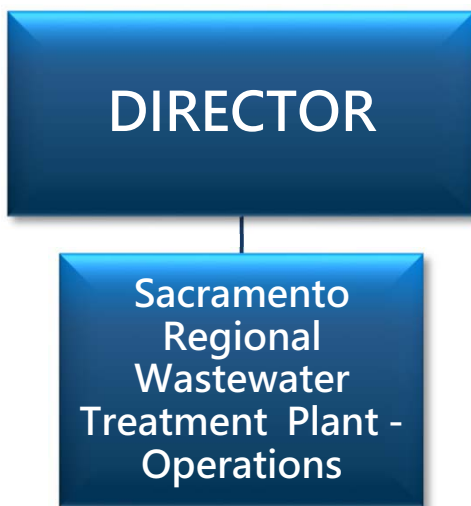 DIRECTOR
Sacramento
Regional
Wastewater
Treatment Plant -
Operations